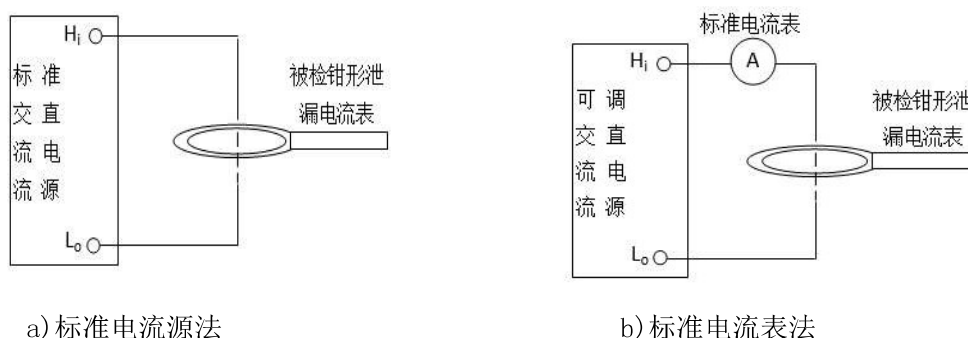 Hi
标准
交直
流电
流源
Lo
被检钳形泄
漏电流表
a)标准电流源法
标准电流表
A
Hi
可调
交直
流电
流源
Lo
被检钳形泄
漏电流表
b)标准电流表法